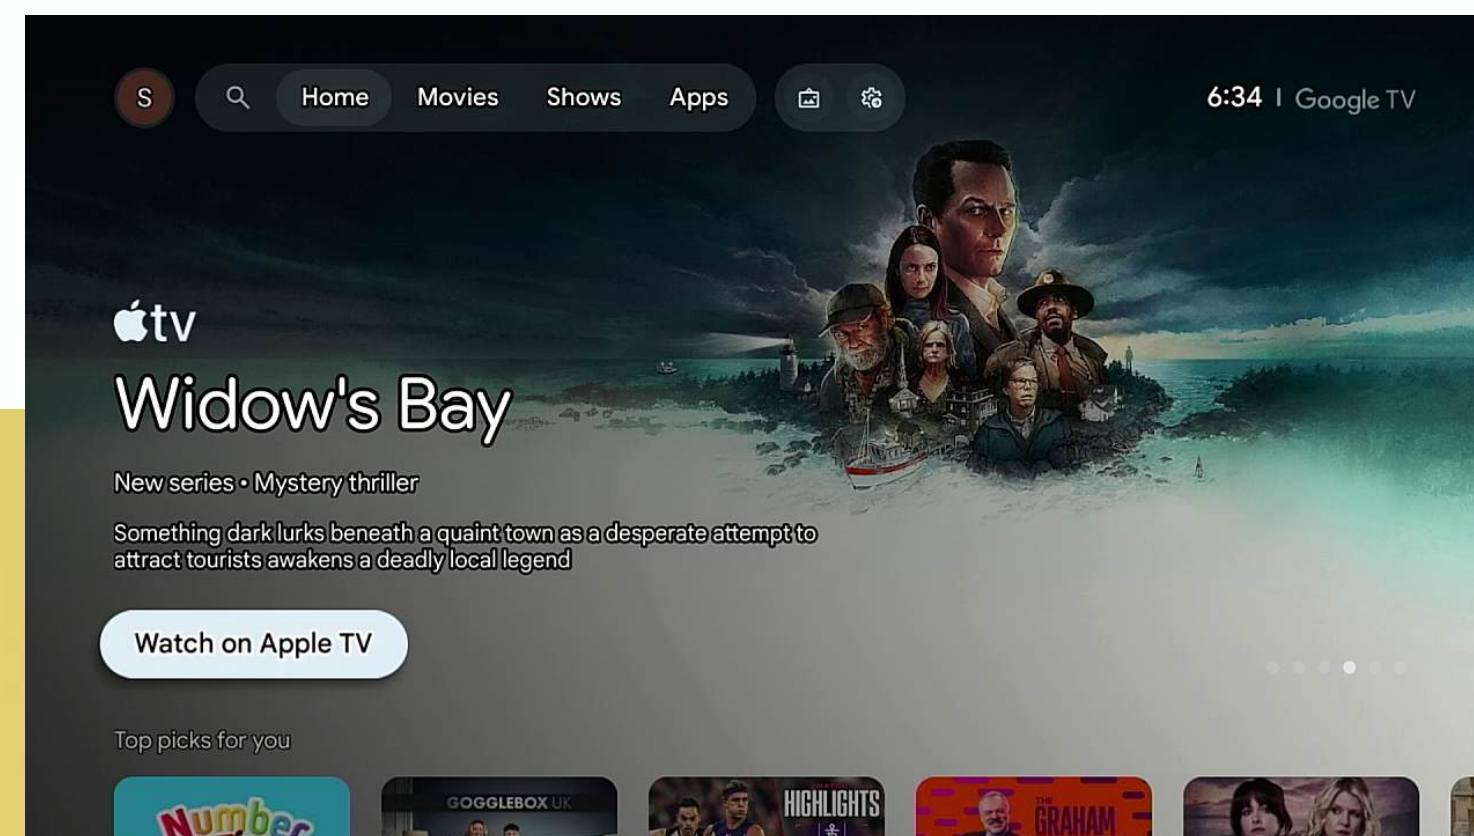 S Home Movies Shows Apps 6:34 | Google TV
tv
Widow's Bay
New series • Mystery thriller
Something dark lurks beneath a quaint town as a desperate attempt to
attract tourists awakens a deadly local legend
Watch on Apple TV
Top picks for you
Number GOGGLEBOX UK HIGHLIGHTS THE
GRAHAM